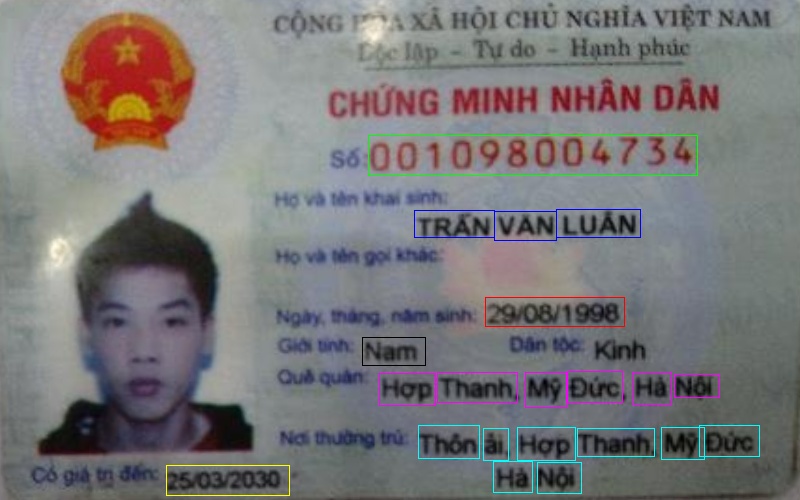 CỘNG HÒA XÃ HỘI CHỦ NGHĨA VIỆT NAM
Độc lập - Tự do - Hạnh phúc
CHỨNG MINH NHÂN DÂN
Số: 001098004734
Họ và tên khai sinh:
TRẦN VĂN LUÂN
Họ và tên gọi khác:
Ngày, tháng, năm sinh: 29/08/1998
Giới tính: Nam Dân tộc: Kinh
Quê quán: Hợp Thanh, Mỹ Đức, Hà Nội
Nơi thường trú: Thôn ải, Hợp Thanh, Mỹ Đức
Hà Nội
Có giá trị đến: 25/03/2030